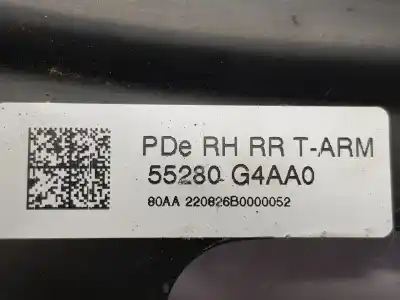 PDe RH RR T-ARM
55280 G4AA0
80AA 220826B0000052